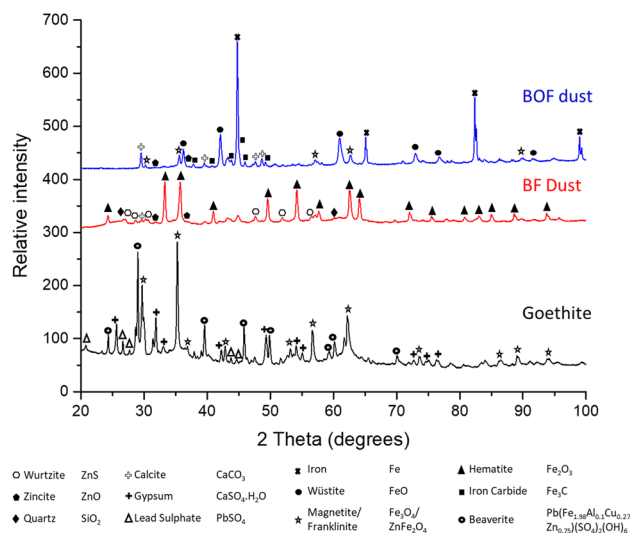 700
600
500
400
300
200
100
0
Relative intensity
BOF dust
BF Dust
Goethite
20 30 40 50 60 70 80 90 100
2 Theta (degrees)
Wurtzite ZnS Calcite CaCO3 Iron Fe Hematite Fe2O3
Zincite ZnO Gypsum CaSO4.H2O Wüstite FeO Iron Carbide Fe3C
Quartz SiO2 Lead Sulphate PbSO4 Magnetite/ Fe3O4/ Beaverite Pb(Fe1.98Al0.1Cu0.27
Franklinite ZnFe2O4 Zn0.75)(SO4)2(OH)6